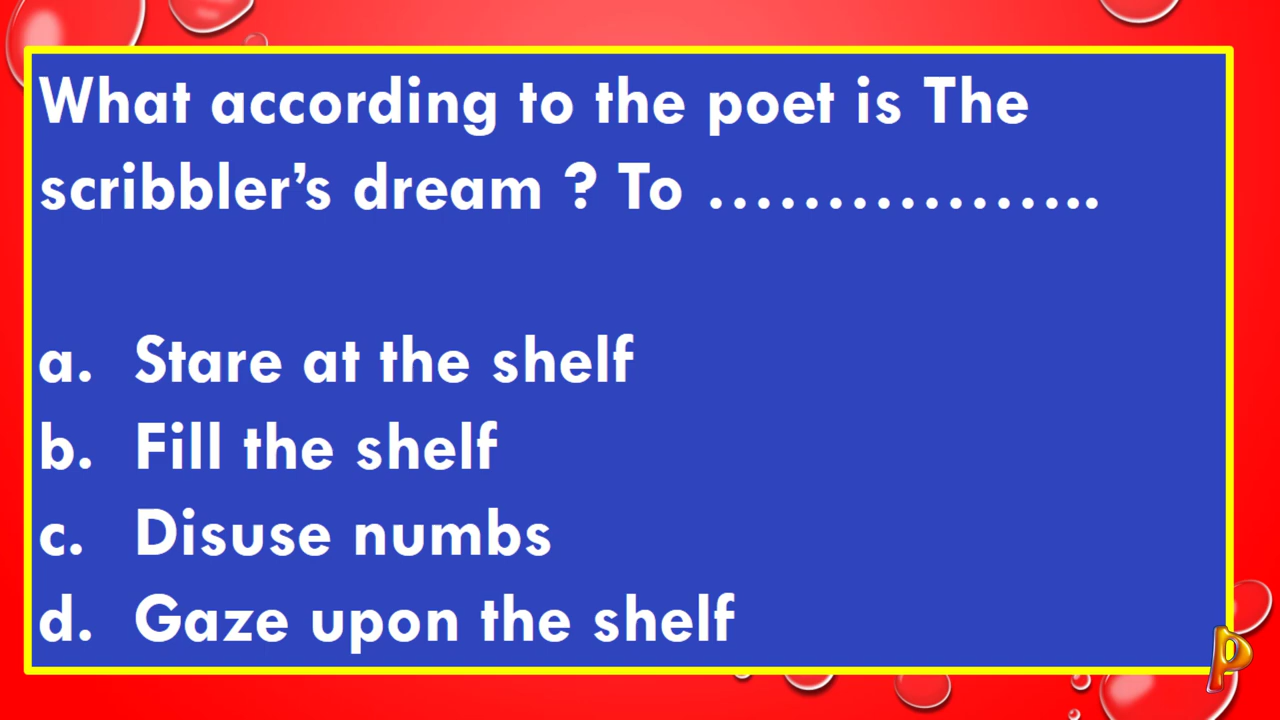 What according to the poet is The
scribbler’s dream ? To ………………..
a. Stare at the shelf
b. Fill the shelf
c. Disuse numbs
d. Gaze upon the shelf
P